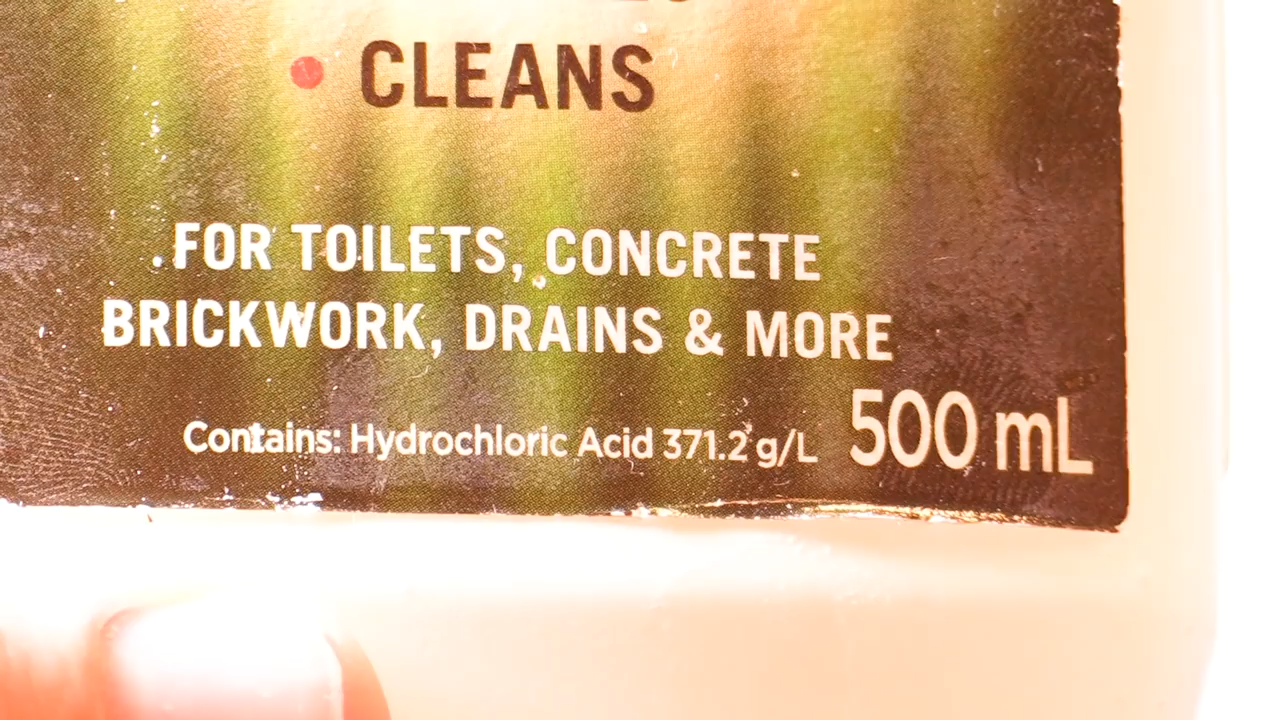 • CLEANS
FOR TOILETS, CONCRETE
BRICKWORK, DRAINS & MORE
Contains: Hydrochloric Acid 371.2 g/L 500 mL